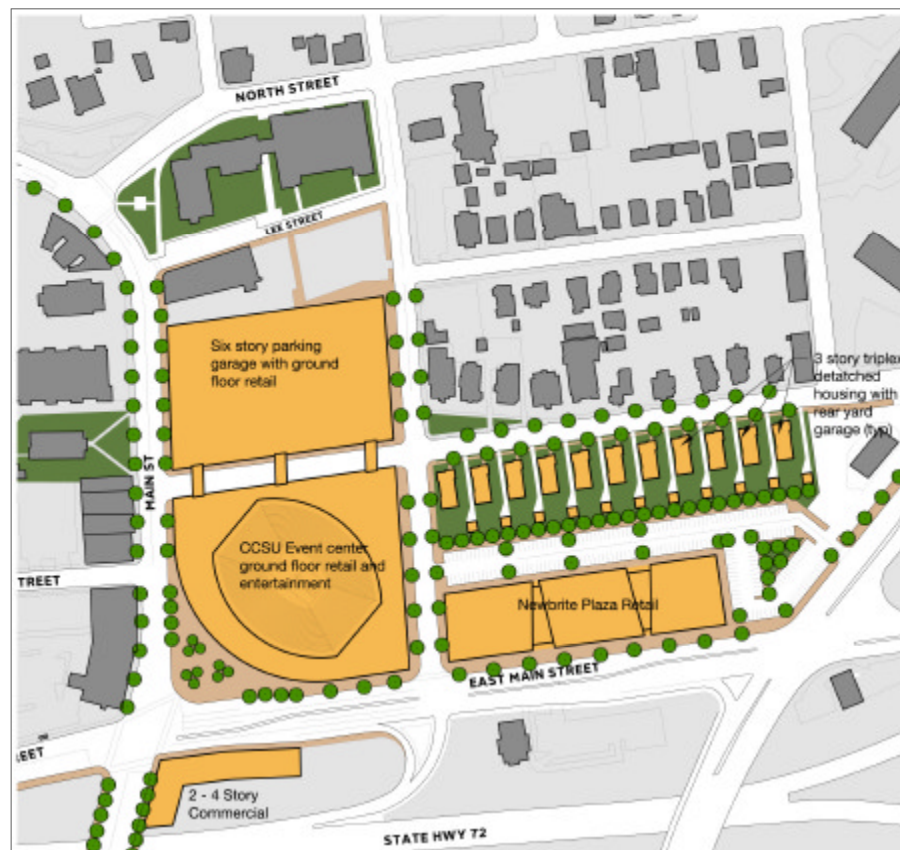 NORTH STREET
LEE STREET
Six story parking
garage with ground
floor retail
3 story triplex
detatched
housing with
rear yard
garage (typ)
MAIN ST
CCSU Event center
ground floor retail and
entertainment
STREET
Newbrite Plaza Retail
EAST MAIN STREET
REET
2 - 4 Story
Commercial
STATE HWY 72